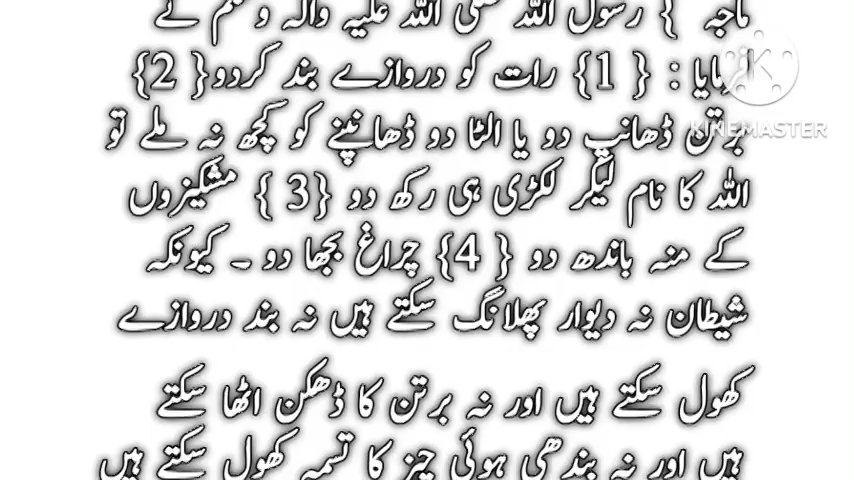 ماجہ } رسول اللہ صلی اللہ علیہ والہ وسلم نے
فرمایا : { 1} رات کو دروازے بند کردو{ 2}
برتن ڈھانپ دو یا الٹا دو ڈھانپنے کو کچھ نہ ملے تو
اللہ کا نام لیکر لکڑی ہی رکھ دو {3 } مشکیزوں
کے منہ باندھ دو { 4} چراغ بجھا دو ۔ کیونکہ
شیطان نہ دیوار پھلانگ سکتے ہیں نہ بند دروازے
کھول سکتے ہیں اور نہ برتن کا ڈھکن اٹھا سکتے
ہیں اور نہ بندھی ہوئی چیز کا تسمہ کھول سکتے ہیں
KINEMASTER